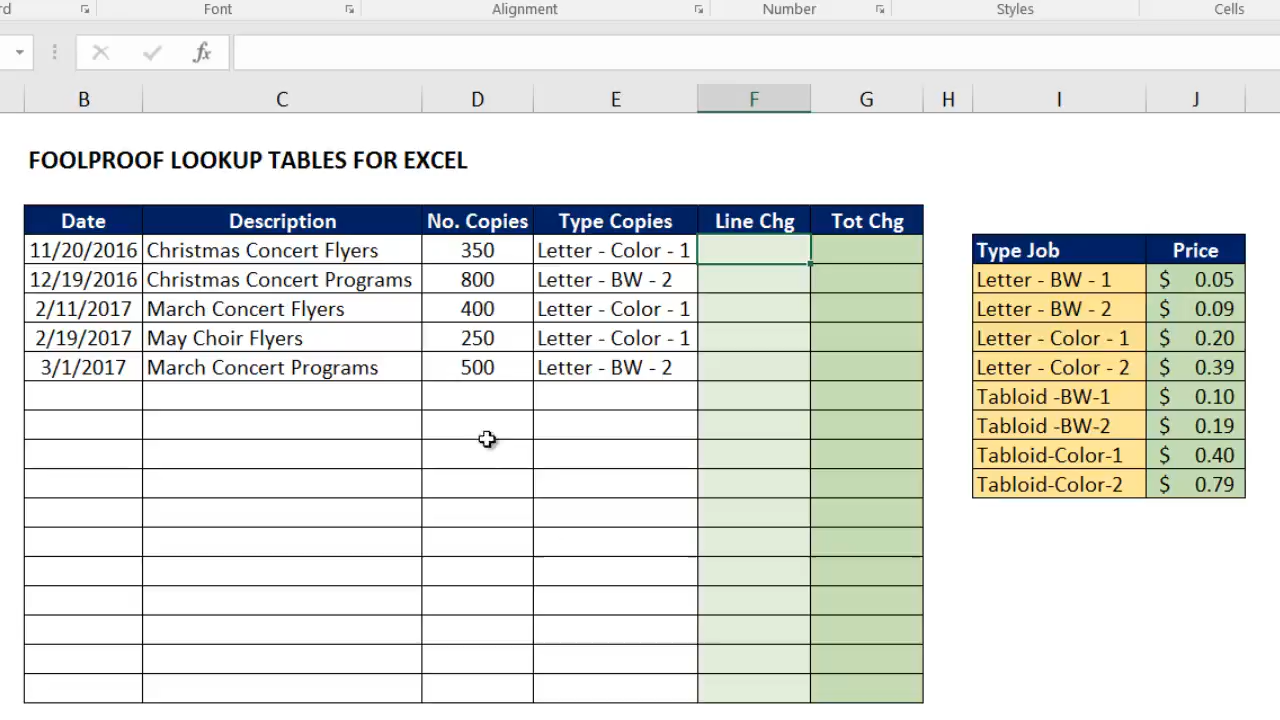 rd Font Alignment Number Styles Cells
fx
B C D E F G H I J
FOOLPROOF LOOKUP TABLES FOR EXCEL
Date Description No. Copies Type Copies Line Chg Tot Chg
11/20/2016 Christmas Concert Flyers 350 Letter - Color - 1 Type Job Price
12/19/2016 Christmas Concert Programs 800 Letter - BW - 2 Letter - BW - 1 $ 0.05
2/11/2017 March Concert Flyers 400 Letter - Color - 1 Letter - BW - 2 $ 0.09
2/19/2017 May Choir Flyers 250 Letter - Color - 1 Letter - Color - 1 $ 0.20
3/1/2017 March Concert Programs 500 Letter - BW - 2 Letter - Color - 2 $ 0.39
Tabloid -BW-1 $ 0.10
Tabloid -BW-2 $ 0.19
Tabloid-Color-1 $ 0.40
Tabloid-Color-2 $ 0.79